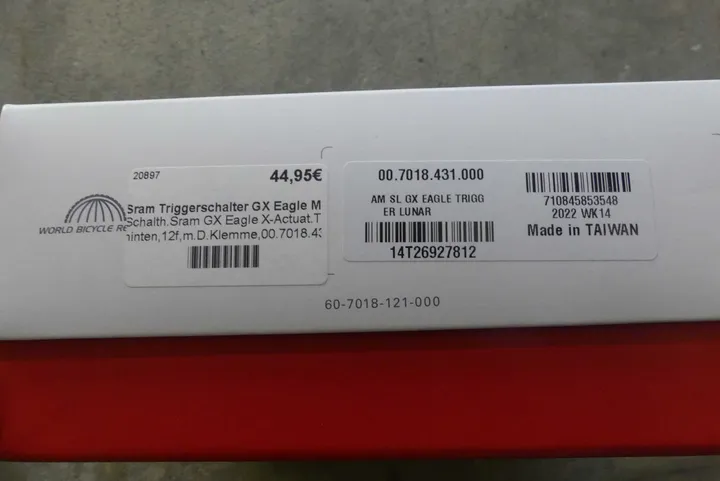 20897
44,95€
Sram Triggerschalter GX Eagle M
Schalth.Sram GX Eagle X-Actuat.T
hinten,12f,m.D.Klemme,00.7018.43
WORLD BICYCLE RE
00.7018.431.000
AM SL GX EAGLE TRIGG
ER LUNAR
14T26927812
710845853548
2022 WK14
Made in TAIWAN
60-7018-121-000